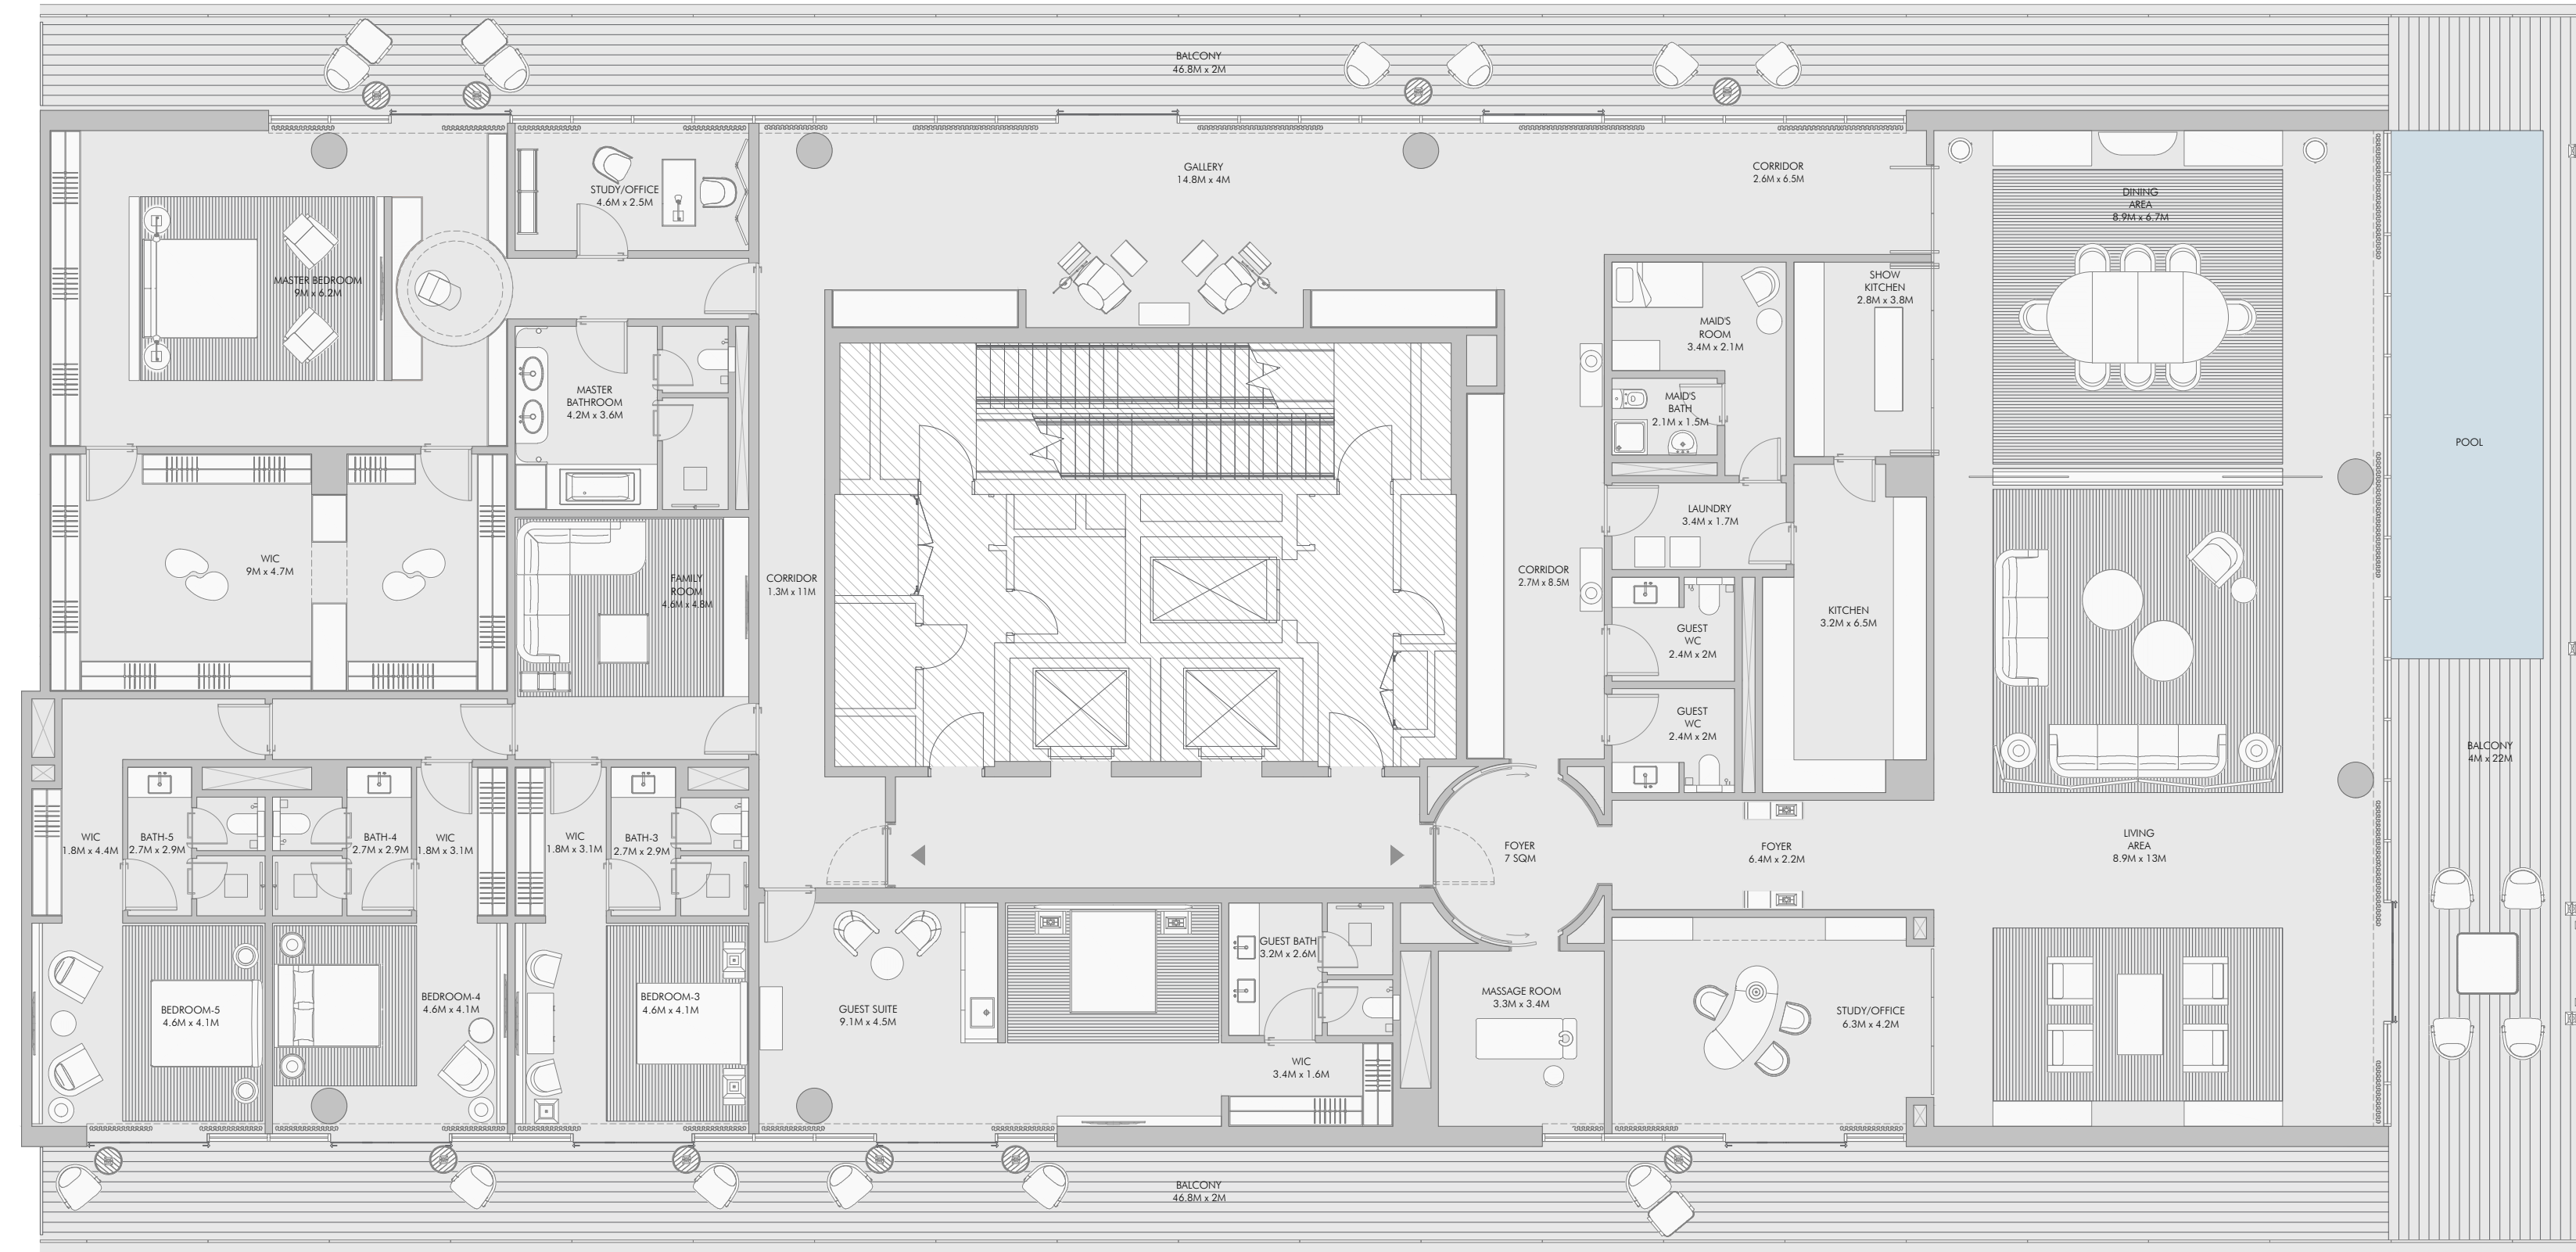 BALCONY
46.8M x 2M
GALLERY
14.8M x 4M
CORRIDOR
2.6M x 6.5M
STUDY/OFFICE
4.6M x 2.5M
DINING
AREA
8.9M x 6.7M
MASTER BEDROOM
9M x 6.2M
SHOW
KITCHEN
2.8M x 3.8M
MAID'S
ROOM
3.4M x 2.1M
MASTER
BATHROOM
4.2M x 3.6M
MAID'S
BATH
2.1M x 1.5M
POOL
LAUNDRY
3.4M x 1.7M
WIC
9M x 4.7M
FAMILY
ROOM
4.6M x 4.8M
CORRIDOR
1.3M x 11M
CORRIDOR
2.7M x 8.5M
KITCHEN
3.2M x 6.5M
GUEST
WC
2.4M x 2M
GUEST
WC
2.4M x 2M
BALCONY
4M x 22M
WIC
1.8M x 4.4M
BATH-5
2.7M x 2.9M
BATH-4
2.7M x 2.9M
WIC
1.8M x 3.1M
WIC
1.8M x 3.1M
BATH-3
2.7M x 2.9M
FOYER
7 SQM
FOYER
6.4M x 2.2M
LIVING
AREA
8.9M x 13M
GUEST BATH
3.2M x 2.6M
BEDROOM-5
4.6M x 4.1M
BEDROOM-4
4.6M x 4.1M
BEDROOM-3
4.6M x 4.1M
GUEST SUITE
9.1M x 4.5M
MASSAGE ROOM
3.3M x 3.4M
STUDY/OFFICE
6.3M x 4.2M
WIC
3.4M x 1.6M
BALCONY
46.8M x 2M